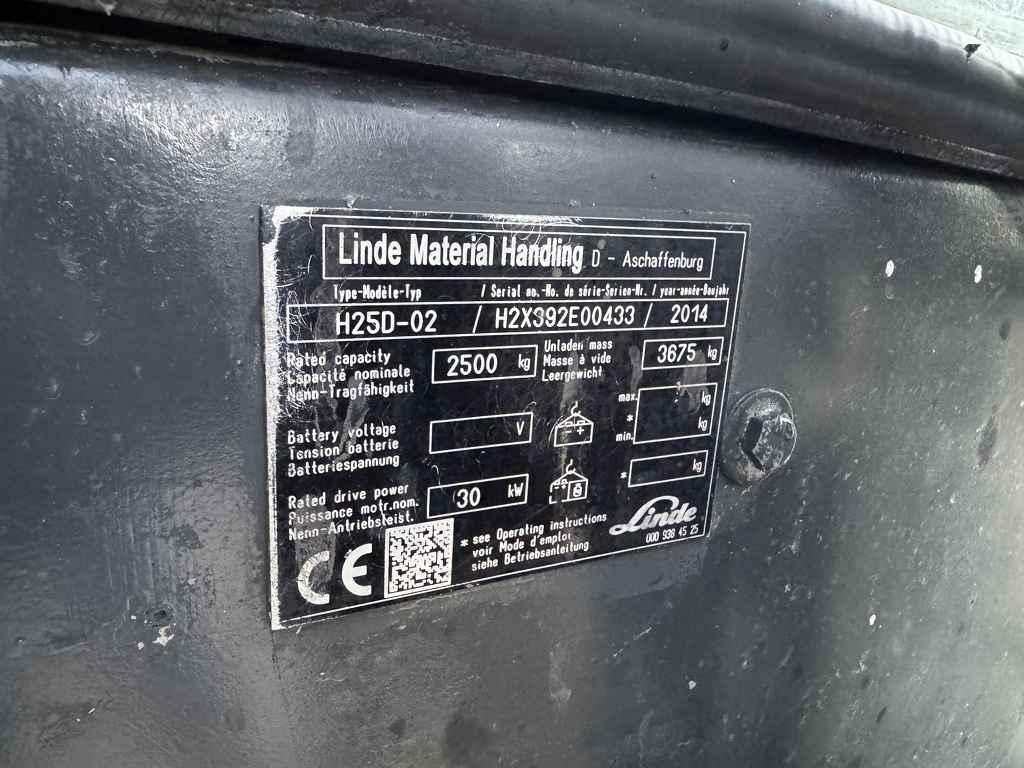 Linde Material Handling D - Aschaffenburg
Type-Modèle-Typ / Serial no.-No. de série-Serien-Nr. / year-année-Baujahr
H25D-02 / H2X392E00433 / 2014
Rated capacity
Capacité nominale
Nenn-Tragfähigkeit
2500 kg
Unladen mass
Masse à vide
Leergewicht
3675 kg
Battery voltage
Tension batterie
Batteriespannung
V
max. kg
*
min. kg
* kg
Rated drive power
Puissance motr.nom.
Nenn-Antriebsleist.
30 kW
CE
* see Operating instructions
voir Mode d'emploi
siehe Betriebsanleitung
Linde
000 938 45 25